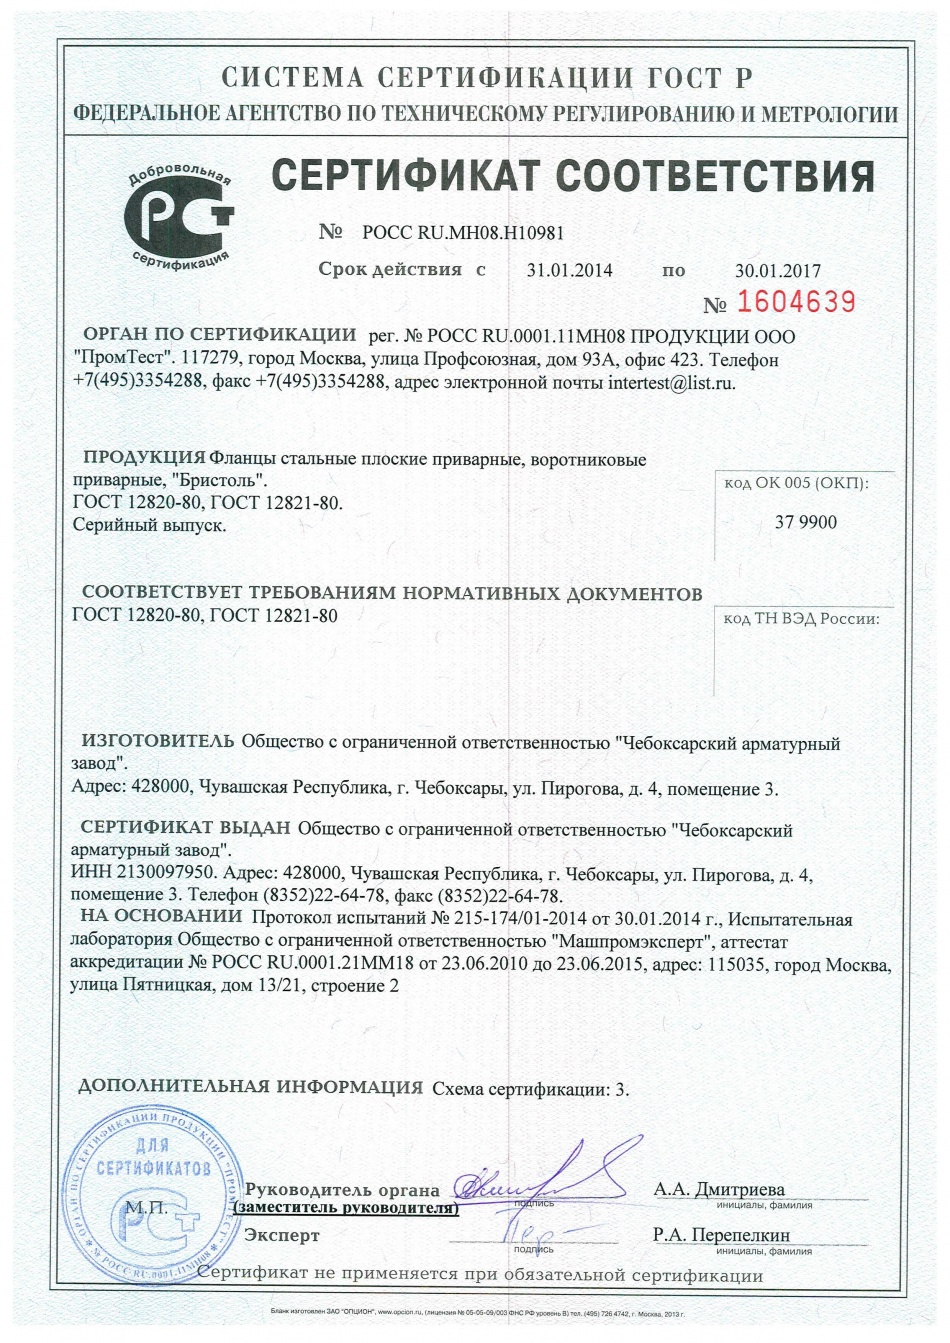 СИСТЕМА СЕРТИФИКАЦИИ ГОСТ Р
ФЕДЕРАЛЬНОЕ АГЕНТСТВО ПО ТЕХНИЧЕСКОМУ РЕГУЛИРОВАНИЮ И МЕТРОЛОГИИ
Добровольная
РСТ
сертификация
СЕРТИФИКАТ СООТВЕТСТВИЯ
№ РОСС RU.МН08.Н10981
Срок действия с 31.01.2014 по 30.01.2017
№ 1604639
ОРГАН ПО СЕРТИФИКАЦИИ рег. № РОСС RU.0001.11МН08 ПРОДУКЦИИ ООО
"ПромТест". 117279, город Москва, улица Профсоюзная, дом 93А, офис 423. Телефон
+7(495)3354288, факс +7(495)3354288, адрес электронной почты intertest@list.ru.
ПРОДУКЦИЯ Фланцы стальные плоские приварные, воротниковые
приварные, "Бристоль".
ГОСТ 12820-80, ГОСТ 12821-80.
Серийный выпуск.
код ОК 005 (ОКП):
37 9900
СООТВЕТСТВУЕТ ТРЕБОВАНИЯМ НОРМАТИВНЫХ ДОКУМЕНТОВ
ГОСТ 12820-80, ГОСТ 12821-80
код ТН ВЭД России:
ИЗГОТОВИТЕЛЬ Общество с ограниченной ответственностью "Чебоксарский арматурный
завод".
Адрес: 428000, Чувашская Республика, г. Чебоксары, ул. Пирогова, д. 4, помещение 3.
СЕРТИФИКАТ ВЫДАН Общество с ограниченной ответственностью "Чебоксарский
арматурный завод".
ИНН 2130097950. Адрес: 428000, Чувашская Республика, г. Чебоксары, ул. Пирогова, д. 4,
помещение 3. Телефон (8352)22-64-78, факс (8352)22-64-78.
НА ОСНОВАНИИ Протокол испытаний № 215-174/01-2014 от 30.01.2014 г., Испытательная
лаборатория Общество с ограниченной ответственностью "Машпромэксперт", аттестат
аккредитации № РОСС RU.0001.21ММ18 от 23.06.2010 до 23.06.2015, адрес: 115035, город Москва,
улица Пятницкая, дом 13/21, строение 2
ДОПОЛНИТЕЛЬНАЯ ИНФОРМАЦИЯ Схема сертификации: 3.
ОРГАН ПО СЕРТИФИКАЦИИ ПРОДУКЦИИ "ПРОМТЕСТ"
№ РОСС RU.0001.11МН08
ДЛЯ
СЕРТИФИКАТОВ
РСТ
М.П.
Руководитель органа
(заместитель руководителя)
подпись
А.А. Дмитриева
инициалы, фамилия
Эксперт
подпись
Р.А. Перепелкин
инициалы, фамилия
Сертификат не применяется при обязательной сертификации
Бланк изготовлен ЗАО "ОПЦИОН", www.opcion.ru, (лицензия № 05-05-09/003 ФНС РФ уровень В) тел. (495) 726 4742, г. Москва, 2013 г.